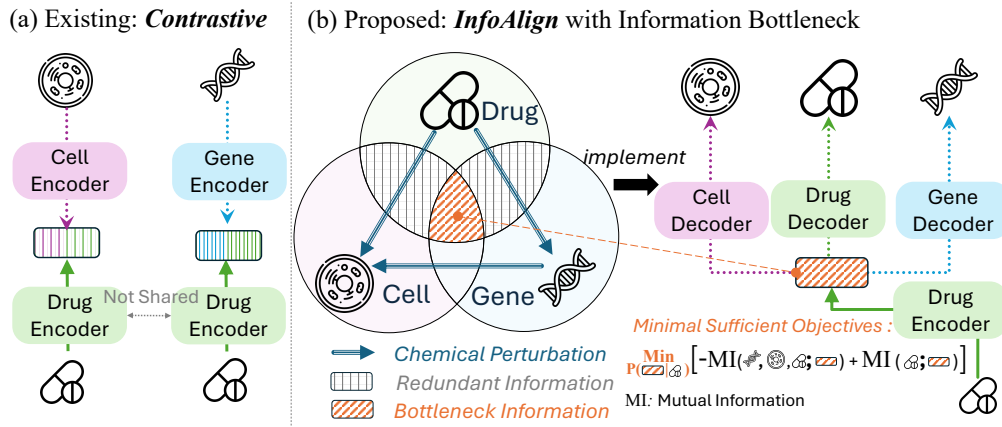 (a) Existing: Contrastive
Cell
Encoder
Gene
Encoder
Drug
Encoder
Not Shared
Drug
Encoder
(b) Proposed: InfoAlign with Information Bottleneck
Drug
Cell
Gene
Chemical Perturbation
Redundant Information
Bottleneck Information
implement
Cell
Decoder
Drug
Decoder
Gene
Decoder
Drug
Encoder
Minimal Sufficient Objectives :
Min
P( | )
[-MI( , , ; ) + MI ( ; )]
MI: Mutual Information